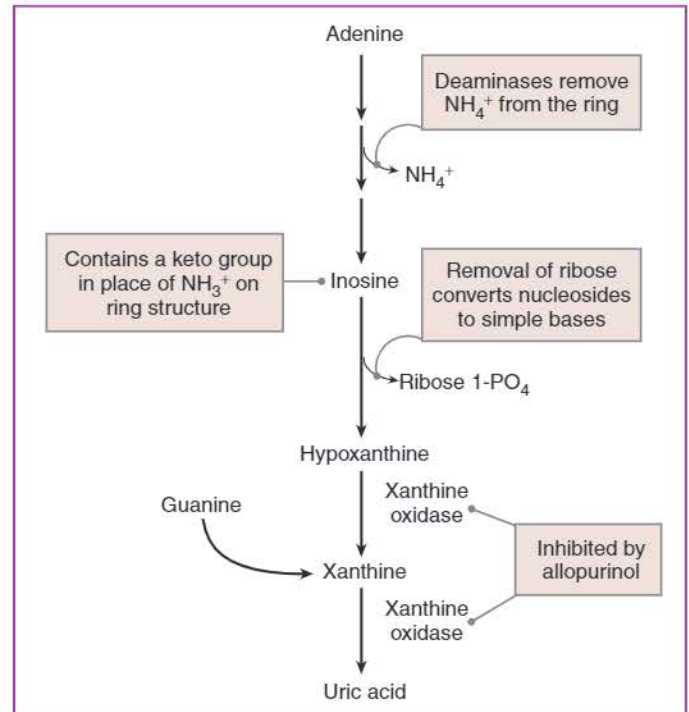 Adenine
Deaminases remove
NH₄⁺ from the ring
NH₄⁺
Contains a keto group
in place of NH₃⁺ on
ring structure
Inosine
Removal of ribose
converts nucleosides
to simple bases
Ribose 1-PO₄
Hypoxanthine
Xanthine
oxidase
Guanine
Inhibited by
allopurinol
Xanthine
Xanthine
oxidase
Uric acid